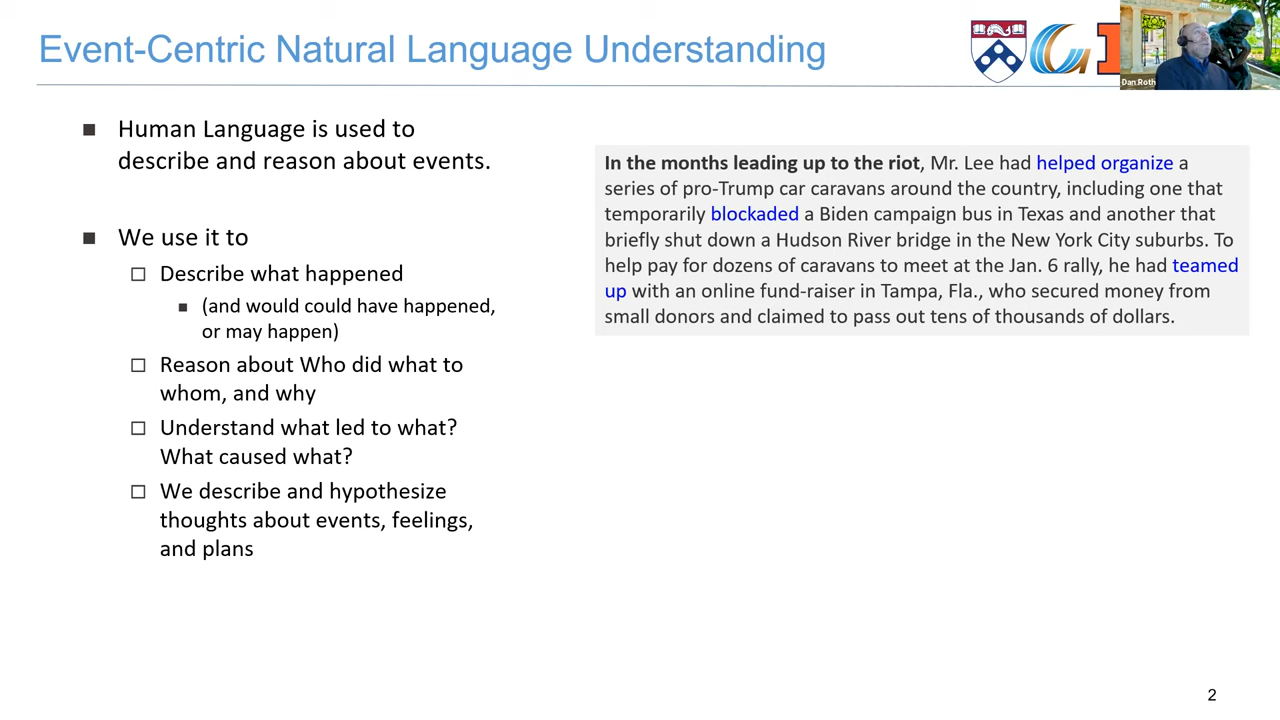 Event-Centric Natural Language Understanding
Dan Roth
■ Human Language is used to
describe and reason about events.
■ We use it to
□ Describe what happened
■ (and would could have happened,
or may happen)
□ Reason about Who did what to
whom, and why
□ Understand what led to what?
What caused what?
□ We describe and hypothesize
thoughts about events, feelings,
and plans
In the months leading up to the riot, Mr. Lee had helped organize a
series of pro-Trump car caravans around the country, including one that
temporarily blockaded a Biden campaign bus in Texas and another that
briefly shut down a Hudson River bridge in the New York City suburbs. To
help pay for dozens of caravans to meet at the Jan. 6 rally, he had teamed
up with an online fund-raiser in Tampa, Fla., who secured money from
small donors and claimed to pass out tens of thousands of dollars.
2